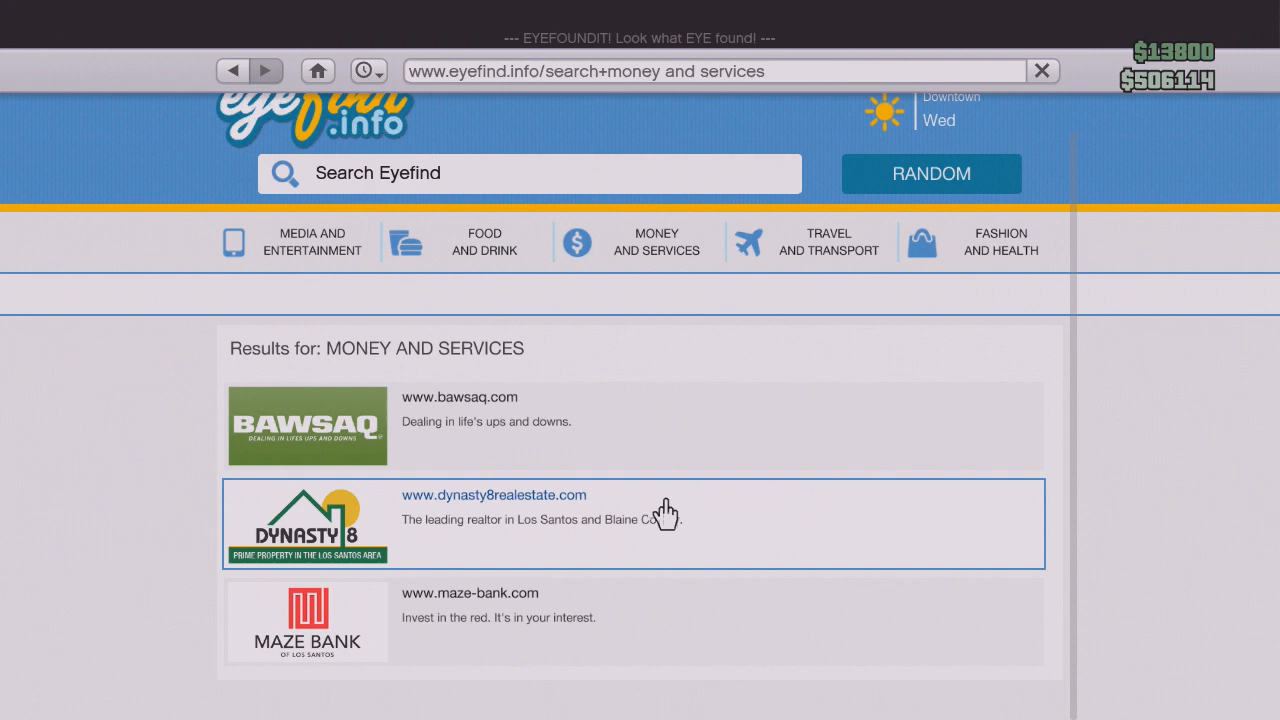 --- EYEFOUNDIT! Look what EYE found! ---
$13800
www.eyefind.info/search+money and services
$506114
eyefind
.info
Downtown
Wed
Search Eyefind
RANDOM
MEDIA AND
ENTERTAINMENT
FOOD
AND DRINK
MONEY
AND SERVICES
TRAVEL
AND TRANSPORT
FASHION
AND HEALTH
Results for: MONEY AND SERVICES
BAWSAQ
DEALING IN LIFES UPS AND DOWNS
www.bawsaq.com
Dealing in life's ups and downs.
DYNASTY 8
PRIME PROPERTY IN THE LOS SANTOS AREA
www.dynasty8realestate.com
The leading realtor in Los Santos and Blaine Co
MAZE BANK
OF LOS SANTOS
www.maze-bank.com
Invest in the red. It's in your interest.